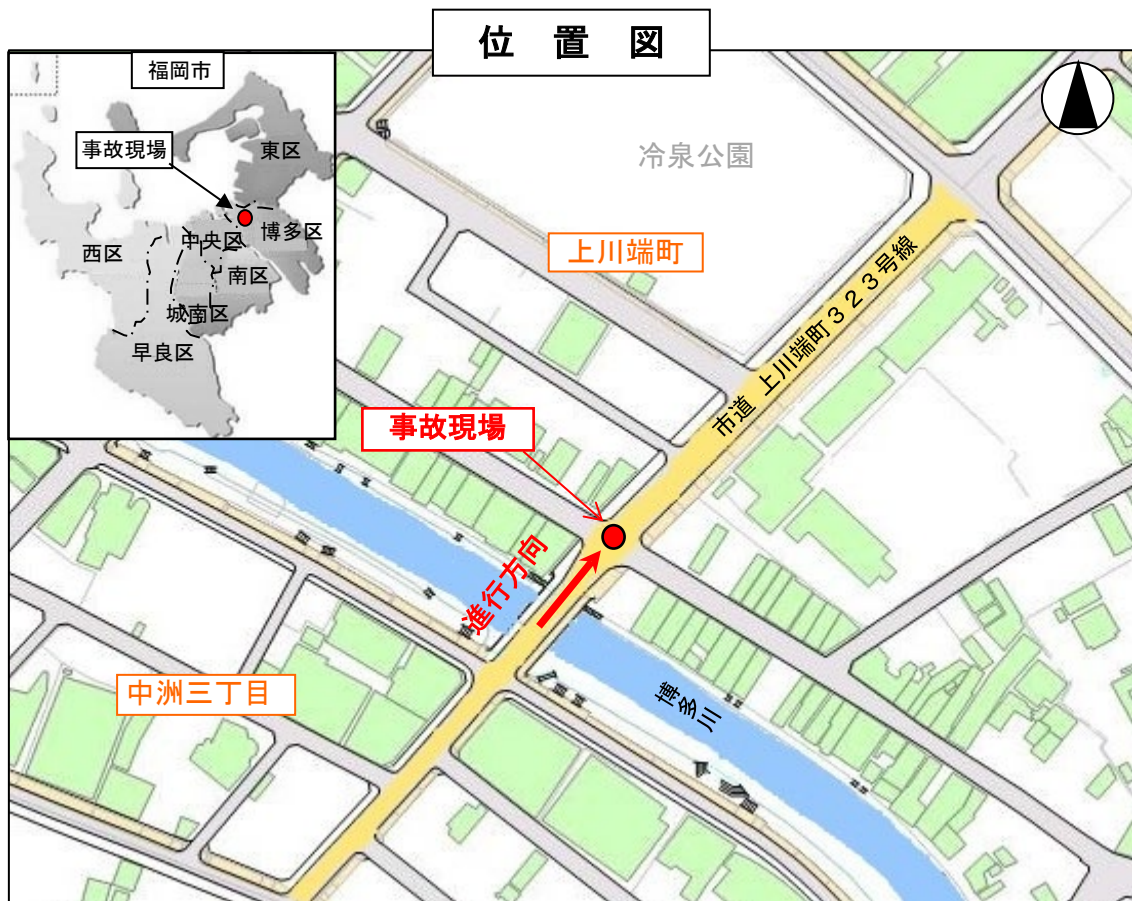 位 置 図
福岡市
事故現場
東区
博多区
中央区
西区
南区
城南区
早良区
冷泉公園
上川端町
市道 上川端町３２３号線
事故現場
進行方向
中洲三丁目
博多川